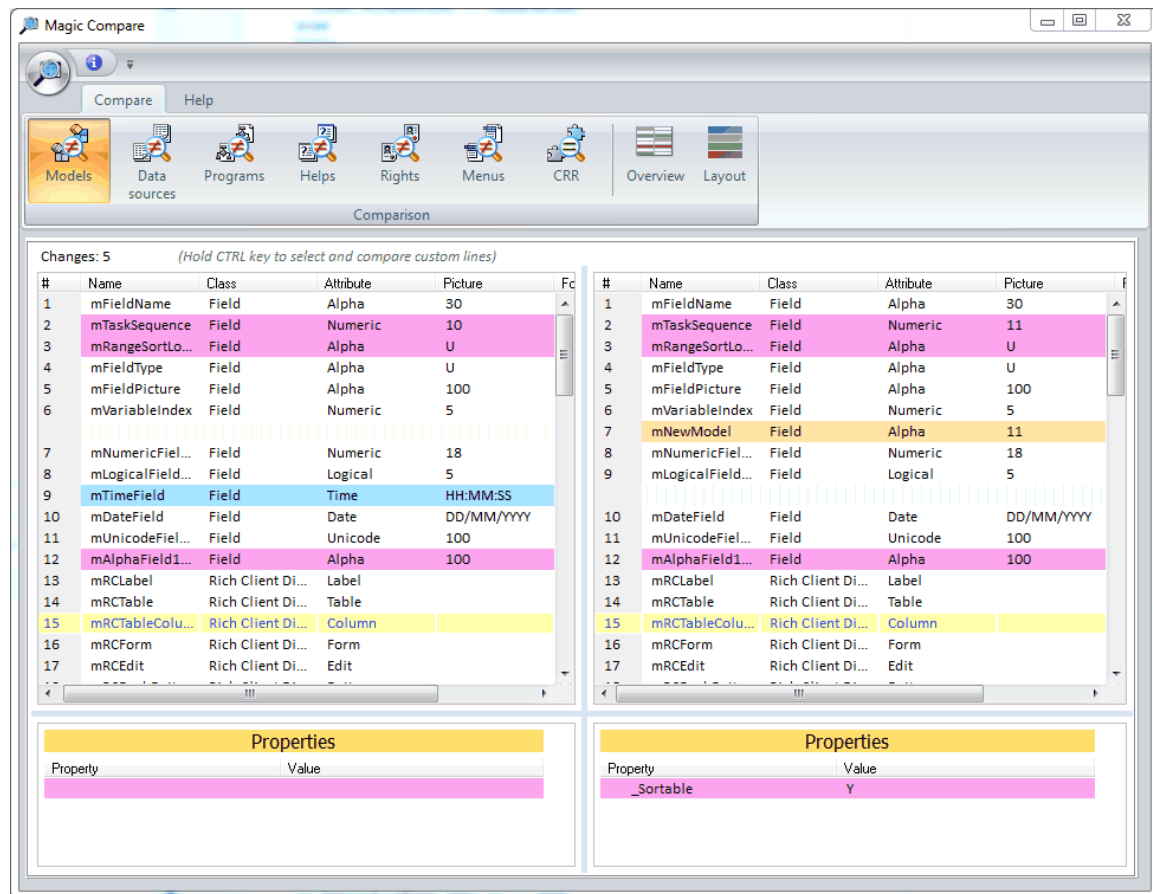 Magic Compare
Compare Help
Models Data sources Programs Helps Rights Menus CRR Overview Layout
Comparison
Changes: 5 (Hold CTRL key to select and compare custom lines)
# Name Class Attribute Picture Fc # Name Class Attribute Picture
1 mFieldName Field Alpha 30 1 mFieldName Field Alpha 30
2 mTaskSequence Field Numeric 10 2 mTaskSequence Field Numeric 11
3 mRangeSortLo... Field Alpha U 3 mRangeSortLo... Field Alpha U
4 mFieldType Field Alpha U 4 mFieldType Field Alpha U
5 mFieldPicture Field Alpha 100 5 mFieldPicture Field Alpha 100
6 mVariableIndex Field Numeric 5 6 mVariableIndex Field Numeric 5
7 mNewModel Field Alpha 11
7 mNumericFiel... Field Numeric 18 8 mNumericFiel... Field Numeric 18
8 mLogicalField... Field Logical 5 9 mLogicalField... Field Logical 5
9 mTimeField Field Time HH:MM:SS
10 mDateField Field Date DD/MM/YYYY 10 mDateField Field Date DD/MM/YYYY
11 mUnicodeFiel... Field Unicode 100 11 mUnicodeFiel... Field Unicode 100
12 mAlphaField1... Field Alpha 100 12 mAlphaField1... Field Alpha 100
13 mRCLabel Rich Client Di... Label 13 mRCLabel Rich Client Di... Label
14 mRCTable Rich Client Di... Table 14 mRCTable Rich Client Di... Table
15 mRCTableColu... Rich Client Di... Column 15 mRCTableColu... Rich Client Di... Column
16 mRCForm Rich Client Di... Form 16 mRCForm Rich Client Di... Form
17 mRCEdit Rich Client Di... Edit 17 mRCEdit Rich Client Di... Edit
Properties Properties
Property Value Property Value
_Sortable Y